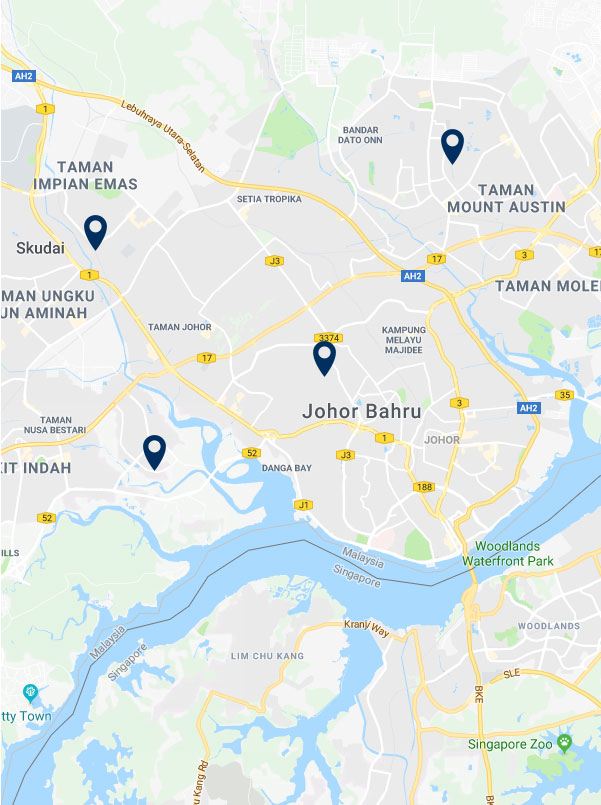 AH2
1
Lebuhraya Utara-Selatan
BANDAR
DATO ONN
TAMAN
IMPIAN EMAS
TAMAN
MOUNT AUSTIN
SETIA TROPIKA
Skudai
J3
17
3
17
1
AH2
TAMAN MOLE
MAN UNGKU
UN AMINAH
TAMAN JOHOR
3374
KAMPUNG
MELAYU
MAJIDEE
17
35
3
AH2
Johor Bahru
TAMAN
NUSA BESTARI
1
JOHOR
52
J3
KIT INDAH
DANGA BAY
188
J1
52
Woodlands
Waterfront Park
ILLS
Malaysia
Singapore
Kranji Way
WOODLANDS
Malaysia
Singapore
LIM CHU KANG
SLE
BKE
tty Town
Singapore Zoo
u Kang Rd